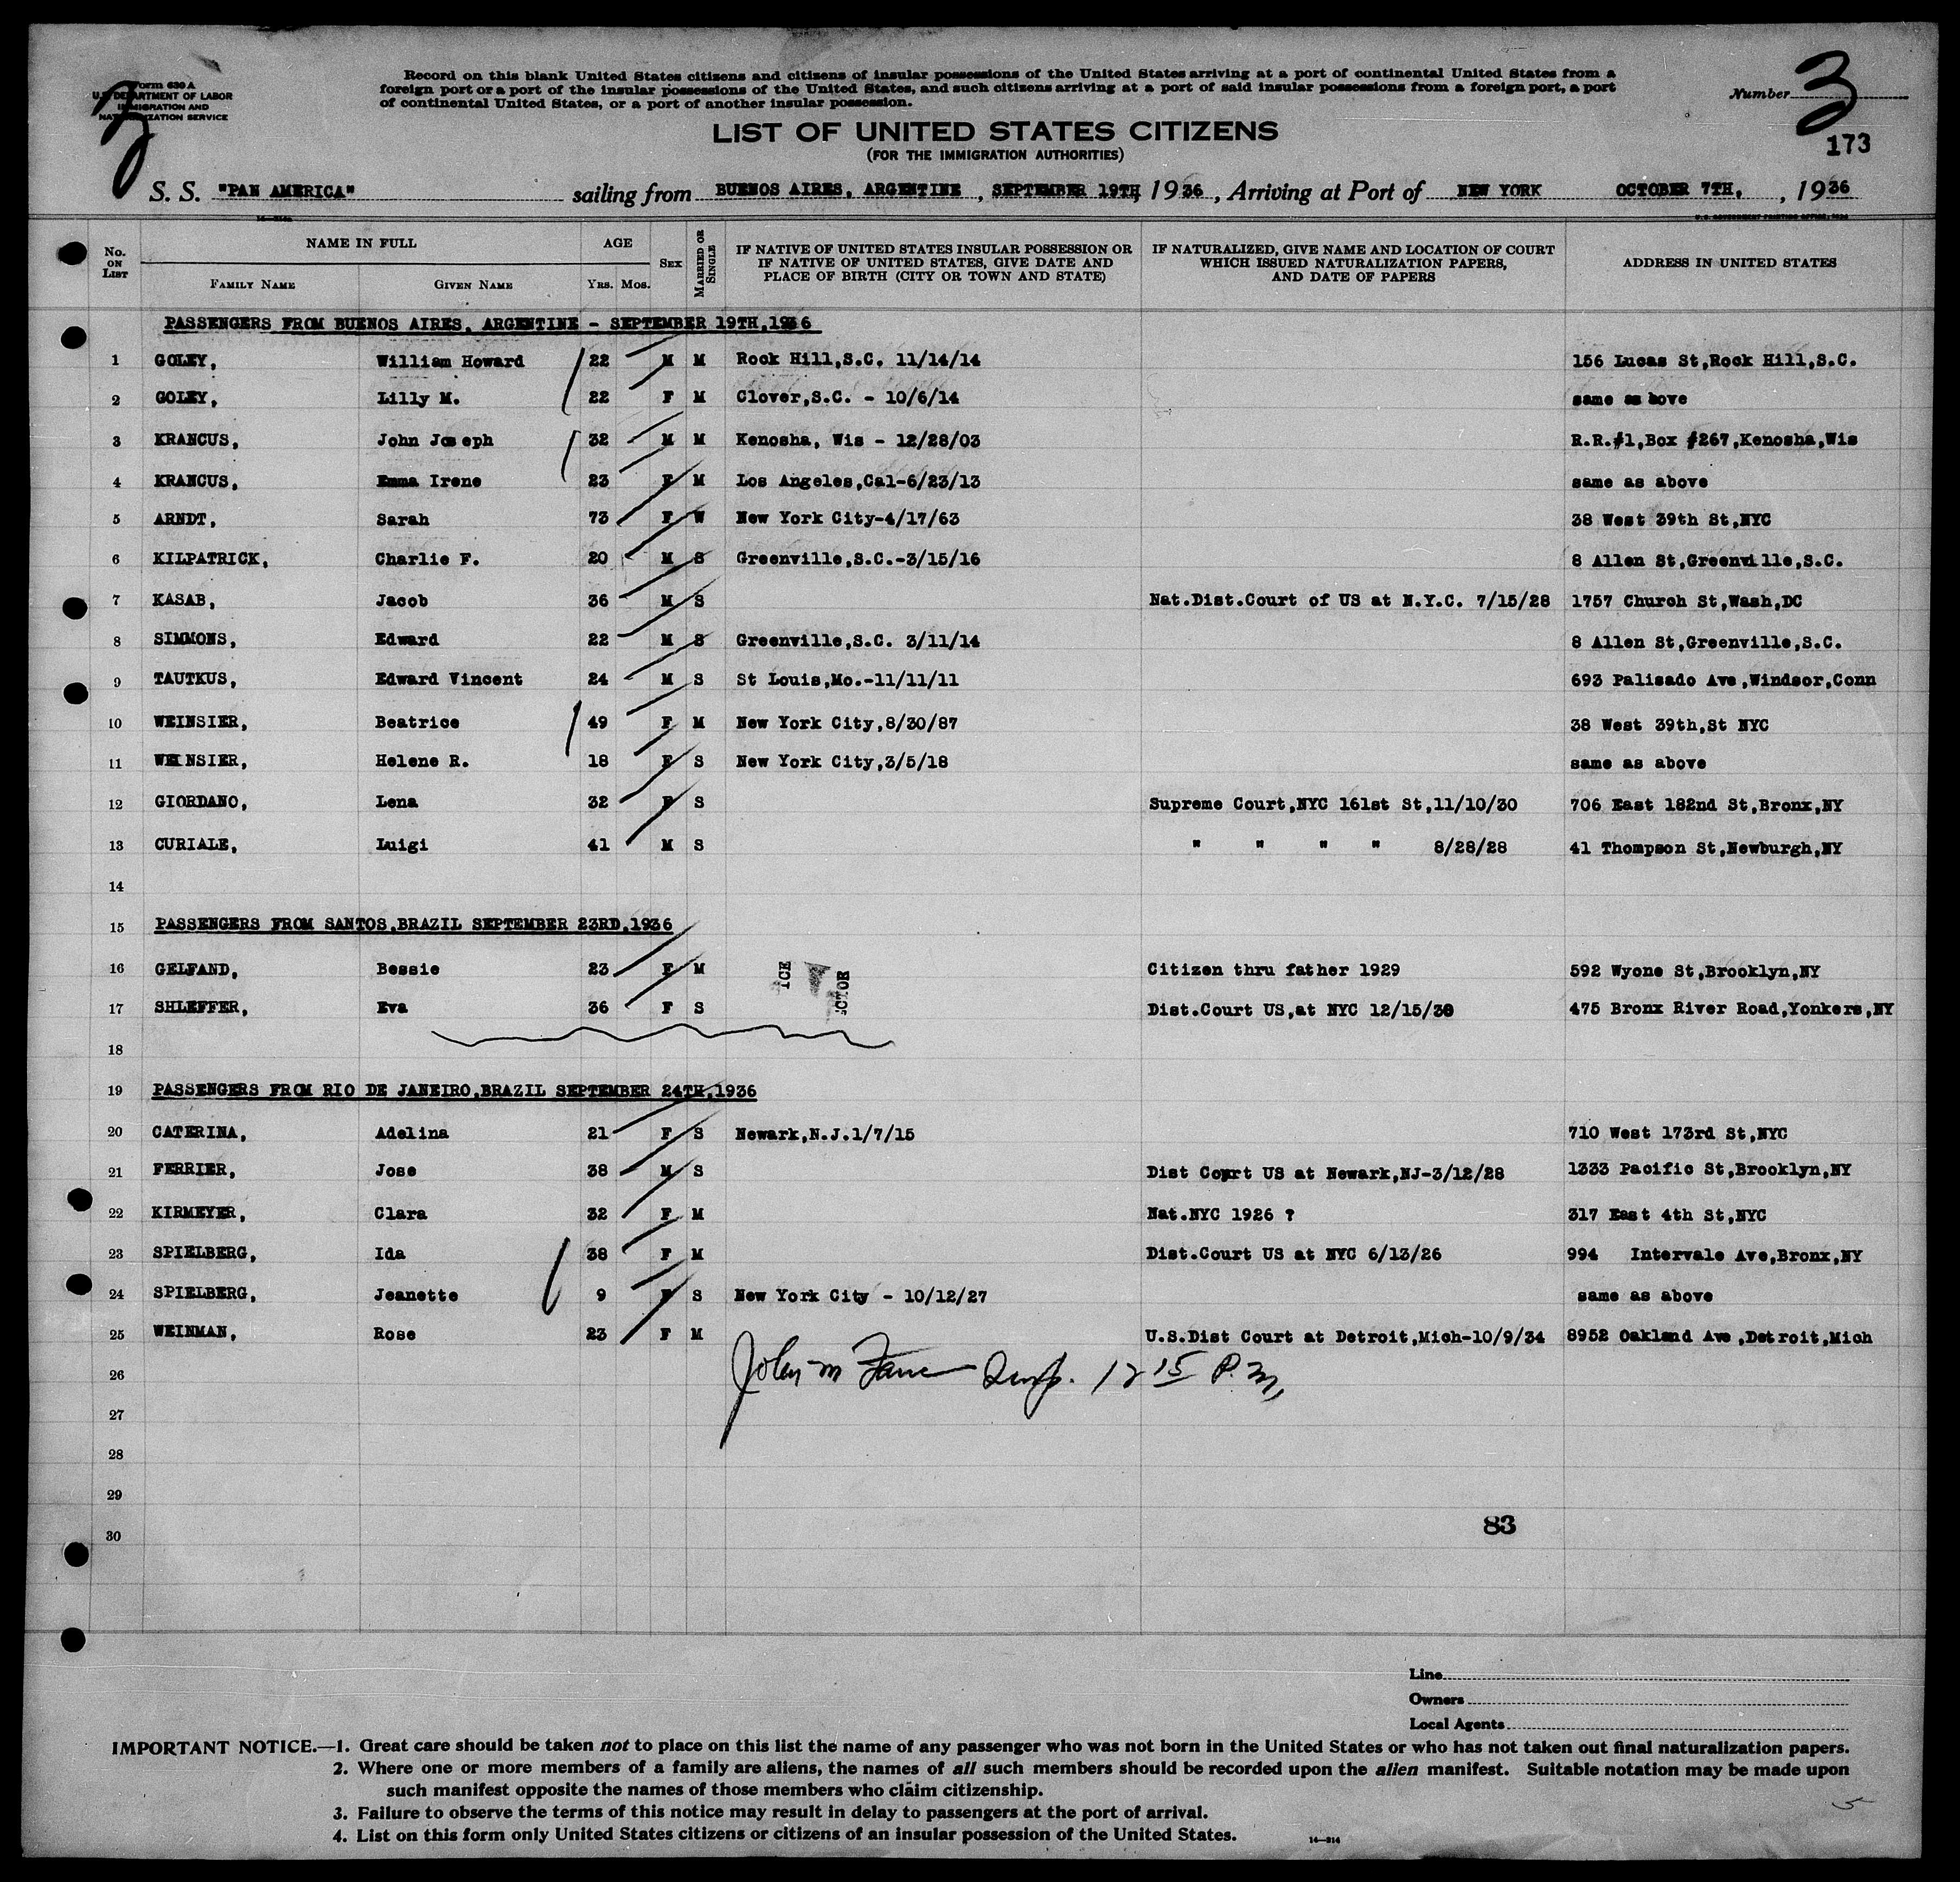 Form 630 A
U.S. DEPARTMENT OF LABOR
IMMIGRATION AND
NATURALIZATION SERVICE
Record on this blank United States citizens and citizens of insular possessions of the United States arriving at a port of continental United States from a
foreign port or a port of the insular possessions of the United States, and such citizens arriving at a port of said insular possessions from a foreign port, a port
of continental United States, or a port of another insular possession.
Number 3
173
LIST OF UNITED STATES CITIZENS
(FOR THE IMMIGRATION AUTHORITIES)
S. S. "PAN AMERICA" sailing from BUENOS AIRES, ARGENTINE , SEPTEMBER 19TH, 1936 , Arriving at Port of NEW YORK OCTOBER 7TH, , 1936
No. ON LIST NAME IN FULL FAMILY NAME GIVEN NAME AGE YRS. MOS. SEX MARRIED OR SINGLE IF NATIVE OF UNITED STATES INSULAR POSSESSION OR IF NATIVE OF UNITED STATES, GIVE DATE AND PLACE OF BIRTH (CITY OR TOWN AND STATE) IF NATURALIZED, GIVE NAME AND LOCATION OF COURT WHICH ISSUED NATURALIZATION PAPERS, AND DATE OF PAPERS ADDRESS IN UNITED STATES
PASSENGERS FROM BUENOS AIRES, ARGENTINE - SEPTEMBER 19TH,1936
1 GOLEY, William Howard 22 M M Rock Hill,S.C. 11/14/14 156 Lucas St,Rock Hill,S.C.
2 GOLEY, Lilly M. 22 F M Clover,S.C. - 10/6/14 same as above
3 KRANCUS, John Joseph 32 M M Kenosha, Wis - 12/28/03 R.R.#1,Box #267,Kenosha,Wis
4 KRANCUS, Emma Irene 23 F M Los Angeles,Cal-6/23/13 same as above
5 ARNDT, Sarah 73 F W New York City-4/17/63 38 West 39th St,NYC
6 KILPATRICK, Charlie F. 20 M S Greenville,S.C.-3/15/16 8 Allen St,Greenville,S.C.
7 KASAB, Jacob 36 M S Nat.Dist.Court of US at N.Y.C. 7/15/28 1757 Church St,Wash,DC
8 SIMMONS, Edward 22 M S Greenville,S.C. 3/11/14 8 Allen St,Greenville,S.C.
9 TAUTKUS, Edward Vincent 24 M S St Louis,Mo.-11/11/11 693 Palisado Ave,Windsor,Conn
10 WEINSIER, Beatrice 49 F M New York City,8/30/87 38 West 39th,St NYC
11 WEINSIER, Helene R. 18 F S New York City,3/5/18 same as above
12 GIORDANO, Lena 32 F S Supreme Court,NYC 161st St,11/10/30 706 East 182nd St,Bronx,NY
13 CURIALE, Luigi 41 M S " " " " 8/28/28 41 Thompson St,Newburgh,NY
14
15 PASSENGERS FROM SANTOS,BRAZIL SEPTEMBER 23RD,1936
16 GELFAND, Bessie 23 F M Citizen thru father 1929 592 Wyone St,Brooklyn,NY
17 SHLEFFER, Eva 36 F S Dist.Court US,at NYC 12/15/30 475 Bronx River Road,Yonkers,NY
18
19 PASSENGERS FROM RIO DE JANEIRO,BRAZIL SEPTEMBER 24TH,1936
20 CATERINA, Adelina 21 F S Newark,N.J.1/7/15 710 West 173rd St,NYC
21 FERRIER, Jose 38 M S Dist Court US at Newark,NJ-3/12/28 1333 Pacific St,Brooklyn,NY
22 KIRMEYER, Clara 32 F M Nat.NYC 1926 ? 317 East 4th St,NYC
23 SPIELBERG, Ida 38 F M Dist.Court US at NYC 6/13/26 994 Intervale Ave,Bronx,NY
24 SPIELBERG, Jeanette 9 F S New York City - 10/12/27 same as above
25 WEINMAN, Rose 23 F M U.S.Dist Court at Detroit,Mich-10/9/34 8952 Oakland Ave,Detroit,Mich
26 John M 12 15 P.M.
27
28
29
30
83
Line
Owners
Local Agents
IMPORTANT NOTICE.—1. Great care should be taken not to place on this list the name of any passenger who was not born in the United States or who has not taken out final naturalization papers.
2. Where one or more members of a family are aliens, the names of all such members should be recorded upon the alien manifest. Suitable notation may be made upon
such manifest opposite the names of those members who claim citizenship.
3. Failure to observe the terms of this notice may result in delay to passengers at the port of arrival.
4. List on this form only United States citizens or citizens of an insular possession of the United States.
14—214